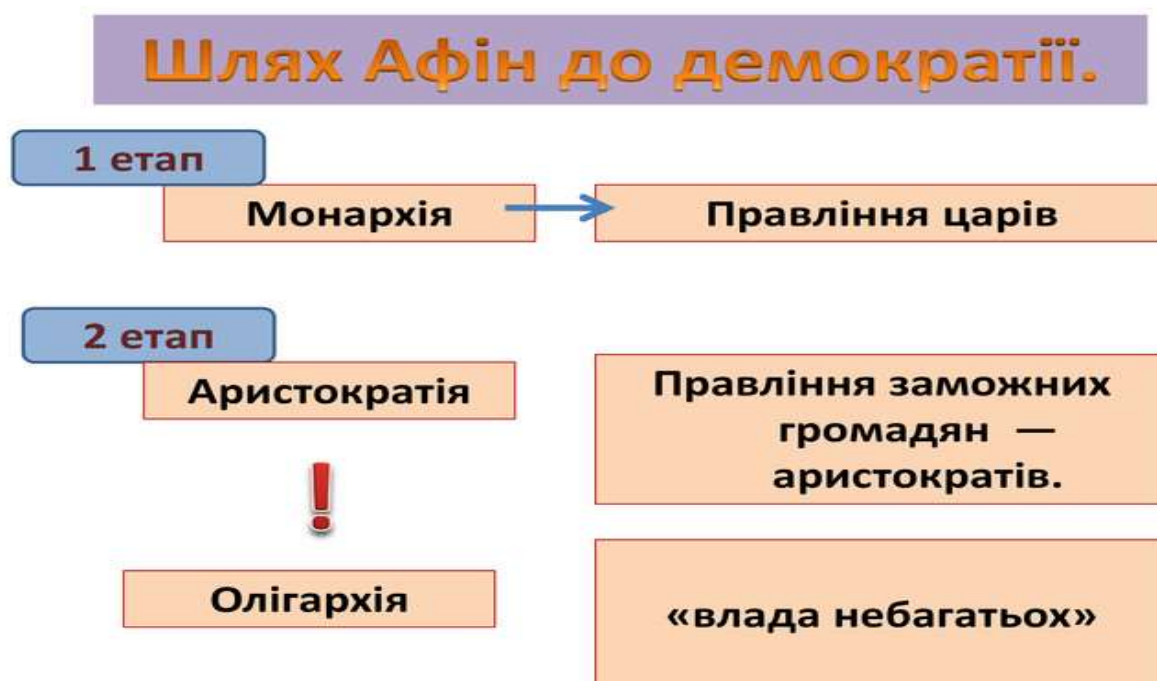 Шлях Афін до демократії.
1 етап
Монархія
Правління царів
2 етап
Аристократія
Правління заможних
громадян —
аристократів.
!
Олігархія
«влада небагатьох»